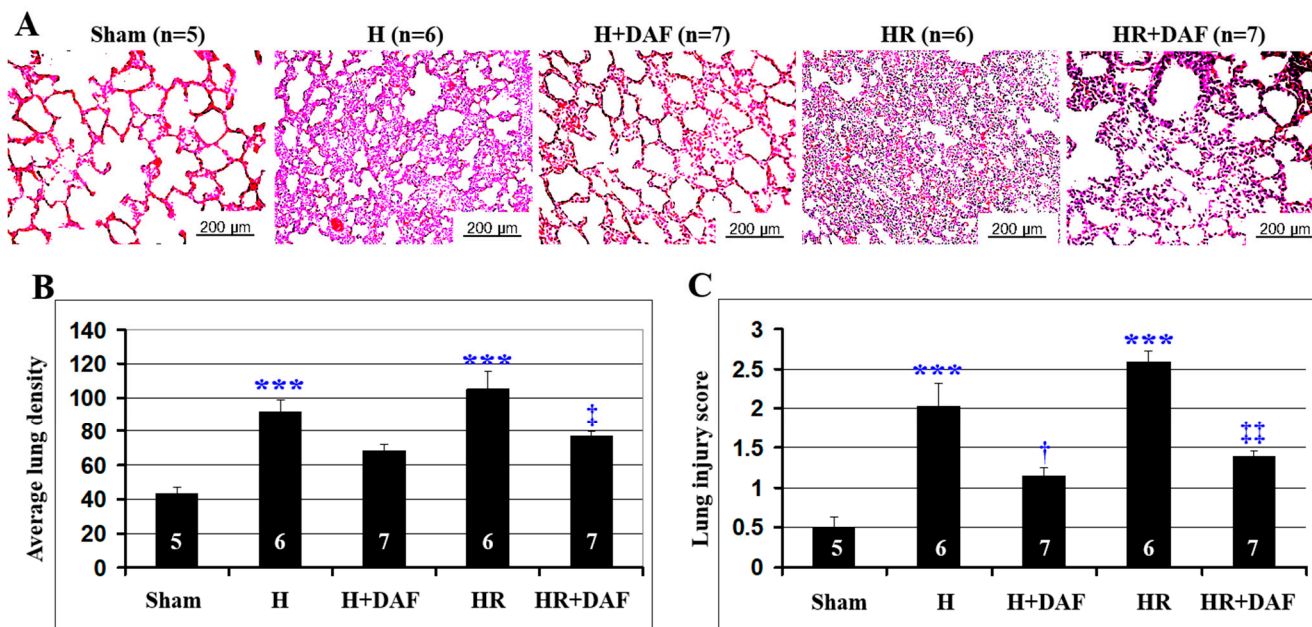 A
Sham (n=5) H (n=6) H+DAF (n=7) HR (n=6) HR+DAF (n=7)
200 µm 200 µm 200 µm 200 µm 200 µm
B
Average lung density
140
120
100
80
60
40
20
0
*** *** ‡
5 6 7 6 7
Sham H H+DAF HR HR+DAF
C
Lung injury score
3
2.5
2
1.5
1
0.5
0
*** † *** ‡‡
5 6 7 6 7
Sham H H+DAF HR HR+DAF